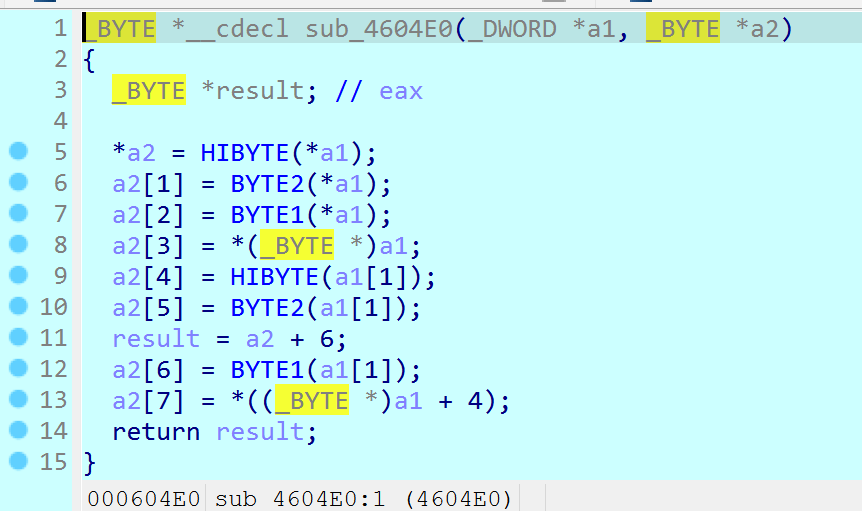 1 _BYTE *__cdecl sub_4604E0(_DWORD *a1, _BYTE *a2)
2 {
3   _BYTE *result; // eax
4
5   *a2 = HIBYTE(*a1);
6   a2[1] = BYTE2(*a1);
7   a2[2] = BYTE1(*a1);
8   a2[3] = *(_BYTE *)a1;
9   a2[4] = HIBYTE(a1[1]);
10   a2[5] = BYTE2(a1[1]);
11   result = a2 + 6;
12   a2[6] = BYTE1(a1[1]);
13   a2[7] = *((_BYTE *)a1 + 4);
14   return result;
15 }
000604E0 sub_4604E0:1 (4604E0)